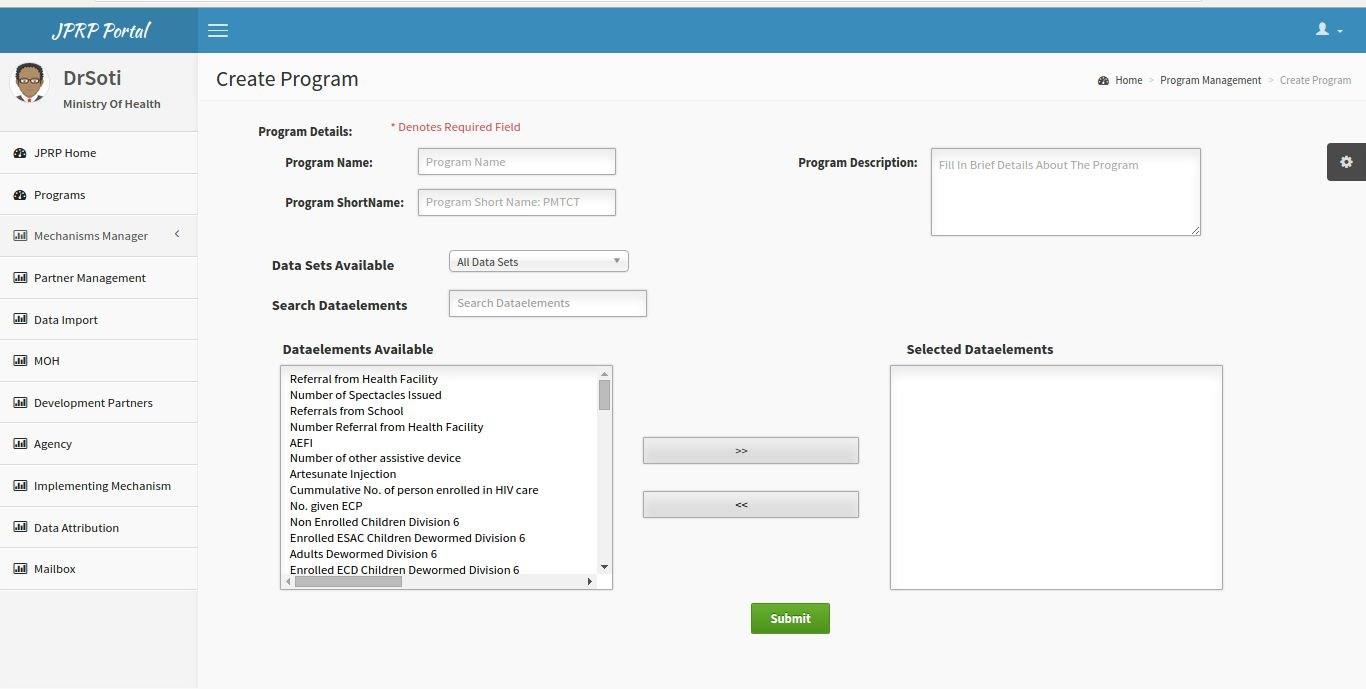 JPRP Portal
DrSoti
Ministry Of Health
JPRP Home
Programs
Mechanisms Manager
Partner Management
Data Import
MOH
Development Partners
Agency
Implementing Mechanism
Data Attribution
Mailbox
Create Program
Home > Program Management > Create Program
Program Details: * Denotes Required Field
Program Name: Program Name
Program Description: Fill In Brief Details About The Program
Program ShortName: Program Short Name: PMTCT
Data Sets Available All Data Sets
Search Dataelements Search Dataelements
Dataelements Available
Referral from Health Facility
Number of Spectacles Issued
Referrals from School
Number Referral from Health Facility
AEFI
Number of other assistive device
Artesunate Injection
Cummulative No. of person enrolled in HIV care
No. given ECP
Non Enrolled Children Division 6
Enrolled ESAC Children Dewormed Division 6
Adults Dewormed Division 6
Enrolled ECD Children Dewormed Division 6
>>
<<
Selected Dataelements
Submit